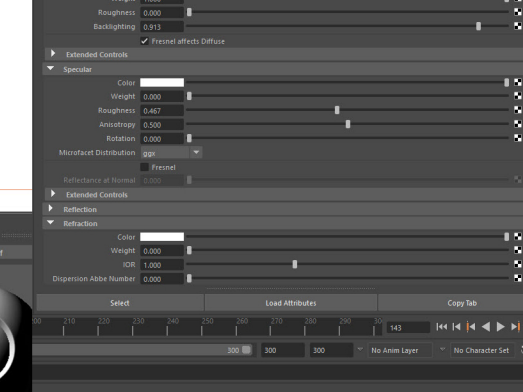 Roughness 0.000
Backlighting 0.913
Fresnel affects Diffuse
Extended Controls
Specular
Color
Weight 0.000
Roughness 0.467
Anisotropy 0.500
Rotation 0.000
Microfacet Distribution ggx
Fresnel
Reflectance at Normal 0.000
Extended Controls
Reflection
Refraction
Color
Weight 0.000
IOR 1.000
Dispersion Abbe Number 0.000
Select Load Attributes Copy Tab
210 220 230 240 250 260 270 280 290 143
300 300 300 No Anim Layer No Character Set